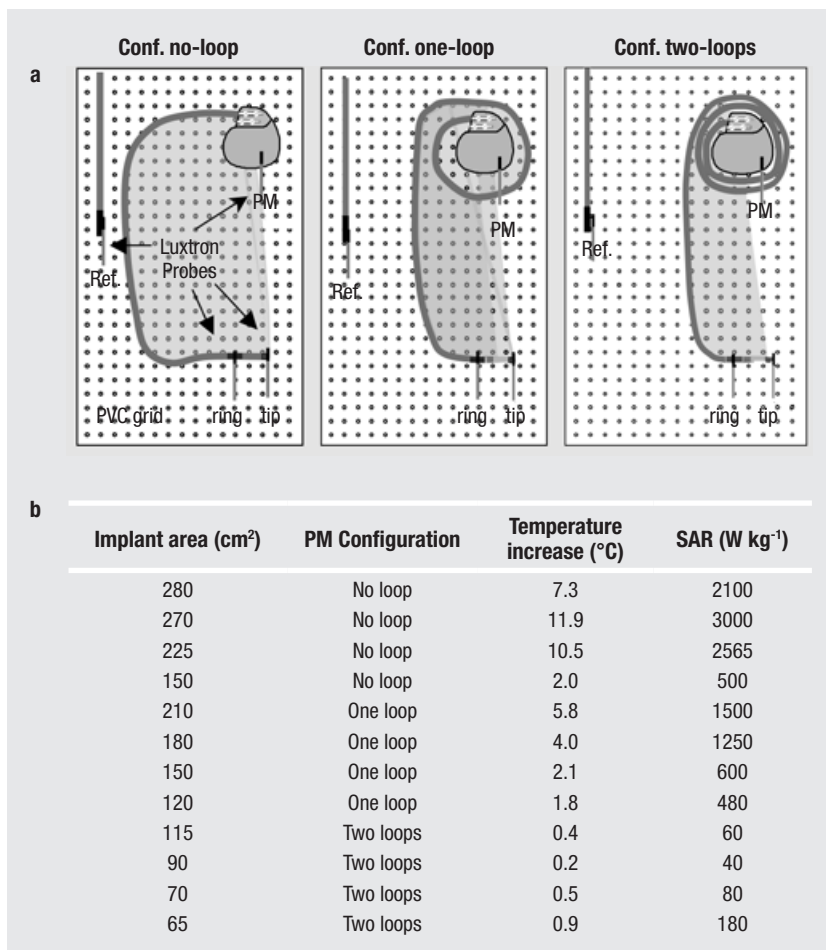 Conf. no-loop Conf. one-loop Conf. two-loops
a
PM
Luxtron
Probes
Ref.
PVC grid ring tip
PM
Ref.
ring tip
PM
Ref.
ring tip
b
Implant area (cm²) PM Configuration Temperature increase (°C) SAR (W kg⁻¹)
280 No loop 7.3 2100
270 No loop 11.9 3000
225 No loop 10.5 2565
150 No loop 2.0 500
210 One loop 5.8 1500
180 One loop 4.0 1250
150 One loop 2.1 600
120 One loop 1.8 480
115 Two loops 0.4 60
90 Two loops 0.2 40
70 Two loops 0.5 80
65 Two loops 0.9 180